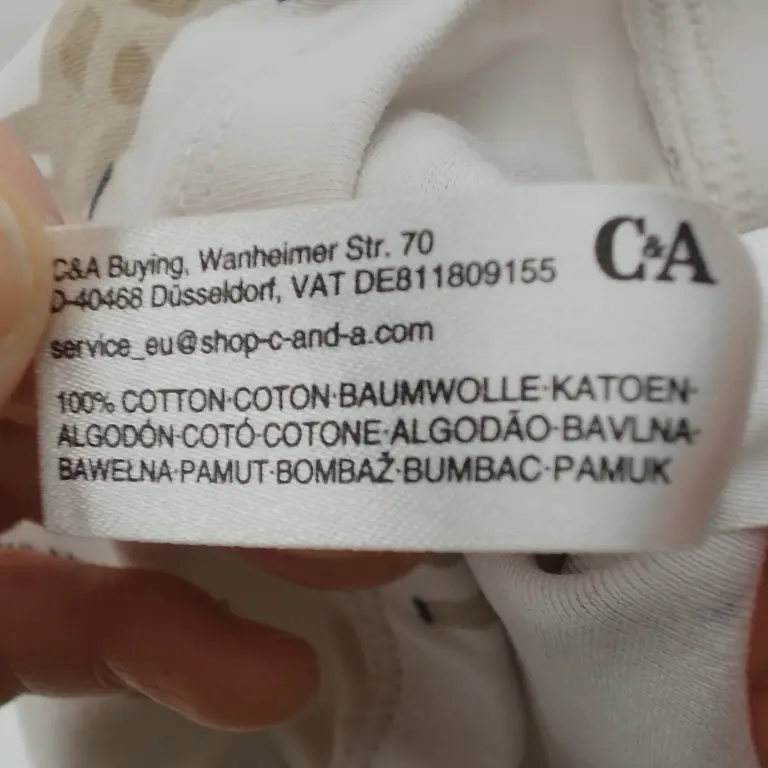 C&A
C&A Buying, Wanheimer Str. 70
D-40468 Düsseldorf, VAT DE811809155
service_eu@shop-c-and-a.com
100% COTTON·COTON·BAUMWOLLE·KATOEN·
ALGODÓN·COTÓ·COTONE·ALGODÃO·BAVLNA·
BAWEŁNA·PAMUT·BOMBAŽ·BUMBAC·PAMUK